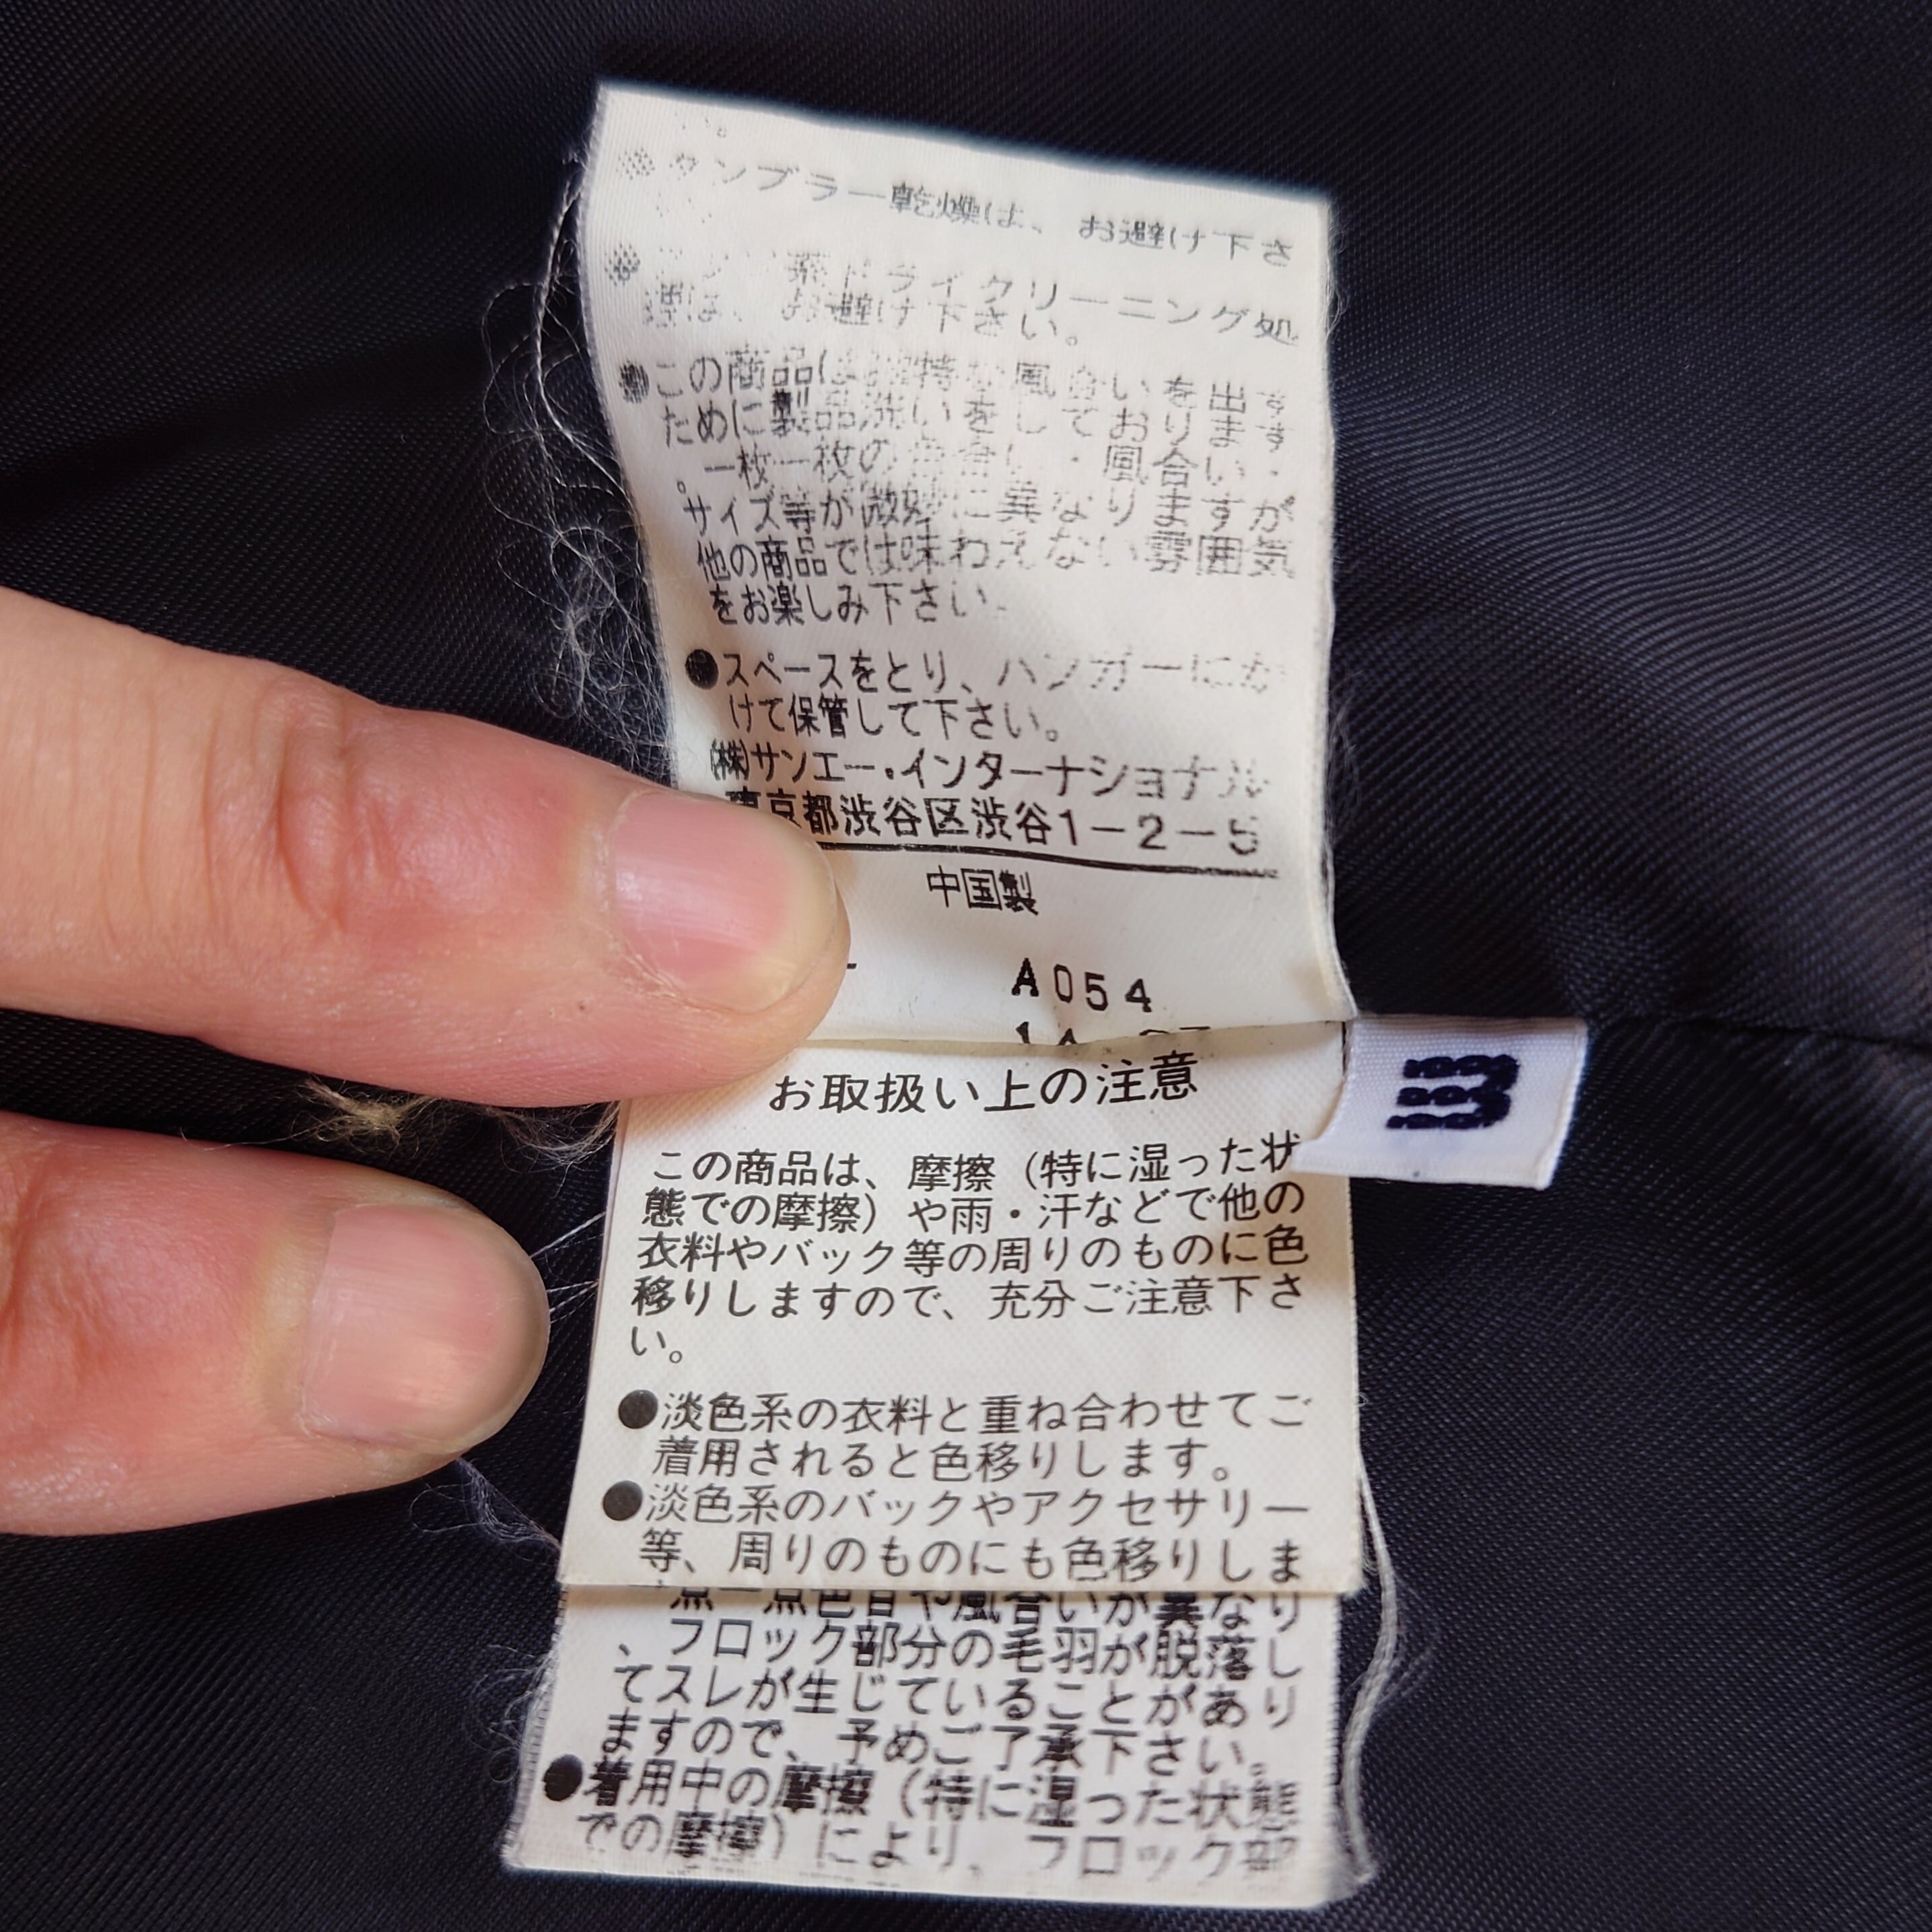 ※タンブラー乾燥は、お避け下さ
系ドライクリーニング処
理は、お避け下さい。
●この商品は独特な風合いを出す
ために製品洗いをしております
。一枚一枚の色合い・風合い・
サイズ等が微妙に異なりますが
他の商品では味わえない雰囲気
をお楽しみ下さい。
●スペースをとり、ハンガーにか
けて保管して下さい。
㈱サンエー・インターナショナル
東京都渋谷区渋谷1-2-5
中国製
A054
お取扱い上の注意
この商品は、摩擦（特に湿った状
態での摩擦）や雨・汗などで他の
衣料やバック等の周りのものに色
移りしますので、充分ご注意下さ
い。
●淡色系の衣料と重ね合わせてご
着用されると色移りします。
●淡色系のバックやアクセサリー
等、周りのものにも色移りしま
点一点色目や風合いが異なり
、フロック部分の毛羽が脱落し
てスレが生じていることがあり
ますので、予めご了承下さい。
●着用中の摩擦（特に湿った状態
での摩擦）により、フロック部